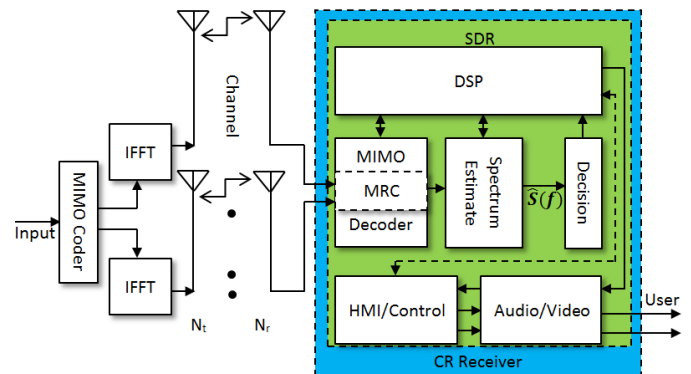 SDR
DSP
Channel
IFFT
MIMO
MRC
Decoder
Spectrum
Estimate
Ŝ(f)
Decision
MIMO Coder
Input
IFFT
HMI/Control
Audio/Video
User
Nt
Nr
CR Receiver